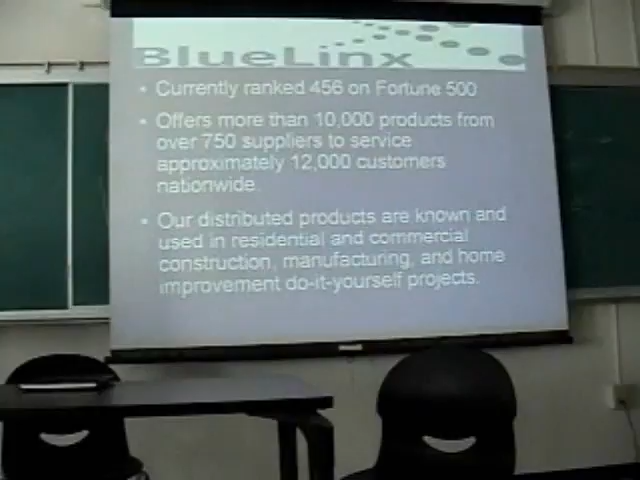 BlueLinx
• Currently ranked 456 on Fortune 500
• Offers more than 10,000 products from
over 750 suppliers to service
approximately 12,000 customers
nationwide.
• Our distributed products are known and
used in residential and commercial
construction, manufacturing, and home
improvement do-it-yourself projects.